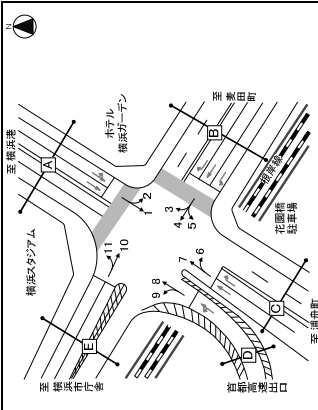 N
至 横浜港
ホテル
横浜ガーデン
至
麦田
町
A
B
横浜スタジアム
根岸線
花園橋
駐車場
1
2
3
4
5
6
7
8
9
10
11
C
D
E
至
横浜市庁舎
首都高速出口
至 浦舟町